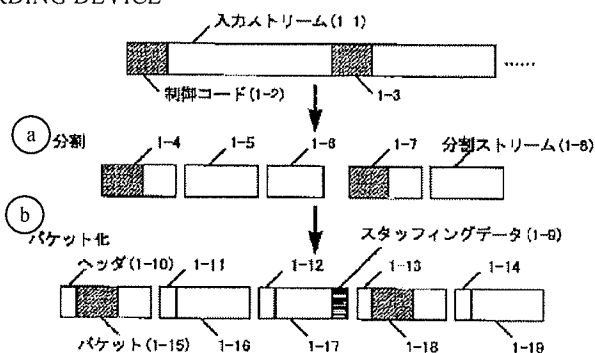 RDING DEVICE
入力ストリーム(1-1)
制御コード(1-2) 1-3
ⓐ 分割 1-4 1-5 1-6 1-7 分割ストリーム(1-8)
ⓑ
パケット化 スタッフィングデータ(1-9)
ヘッダ(1-10) 1-11 1-12 1-13 1-14
パケット(1-15) 1-16 1-17 1-18 1-19